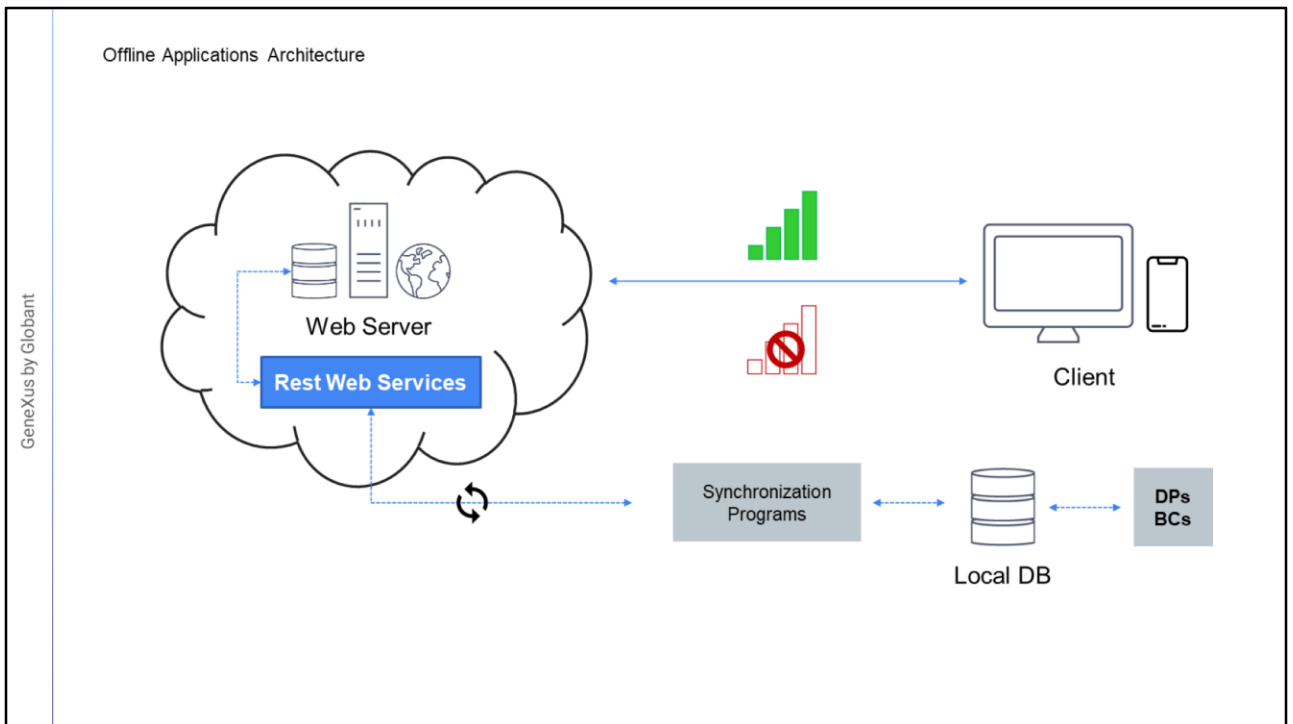 Offline Applications Architecture
GeneXus by Globant
Web Server
Rest Web Services
Client
Synchronization
Programs
Local DB
DPs
BCs